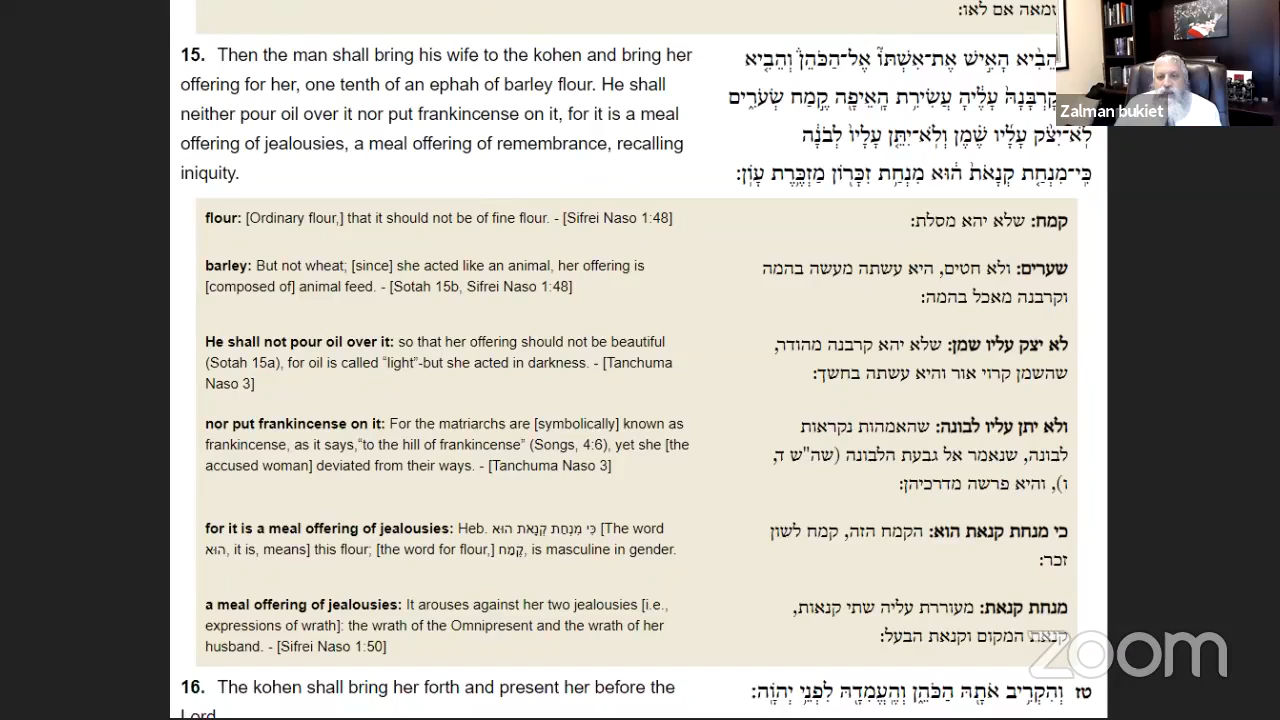 טמאה אם לאו:
15. Then the man shall bring his wife to the kohen and bring her
offering for her, one tenth of an ephah of barley flour. He shall
neither pour oil over it nor put frankincense on it, for it is a meal
offering of jealousies, a meal offering of remembrance, recalling
iniquity.
הֵבִ֨יא הָאִ֣ישׁ אֶת־אִשְׁתּוֹ֮ אֶל־הַכֹּהֵן֒ וְהֵבִ֤יא
קָרְבָּנָהּ֙ עָלֶ֔יהָ עֲשִׂירִ֥ת הָאֵיפָ֖ה קֶ֣מַח שְׂעֹרִ֑ים
לֹֽא־יִצֹ֨ק עָלָ֜יו שֶׁ֗מֶן וְלֹֽא־יִתֵּ֤ן עָלָיו֙ לְבֹנָ֔ה
כִּֽי־מִנְחַ֤ת קְנָאֹת֙ ה֔וּא מִנְחַ֥ת זִכָּר֖וֹן מַזְכֶּ֥רֶת עָוֹֽן:
Zalman bukiet
flour: [Ordinary flour,] that it should not be of fine flour. - [Sifrei Naso 1:48]
קמח: שלא יהא מסלת:
barley: But not wheat; [since] she acted like an animal, her offering is
[composed of] animal feed. - [Sotah 15b, Sifrei Naso 1:48]
שערים: ולא חטים, היא עשתה מעשה בהמה
וקרבנה מאכל בהמה:
He shall not pour oil over it: so that her offering should not be beautiful
(Sotah 15a), for oil is called “light”-but she acted in darkness. - [Tanchuma
Naso 3]
לא יצק עליו שמן: שלא יהא קרבנה מהודר,
שהשמן קרוי אור והיא עשתה בחשך:
nor put frankincense on it: For the matriarchs are [symbolically] known as
frankincense, as it says,“to the hill of frankincense” (Songs, 4:6), yet she [the
accused woman] deviated from their ways. - [Tanchuma Naso 3]
ולא יתן עליו לבונה: שהאמהות נקראות
לבונה, שנאמר אל גבעת הלבונה (שה"ש ד,
ו), והיא פרשה מדרכיהן:
for it is a meal offering of jealousies: Heb. כִּי מִנְחַת קְנָאֹת הוּא [The word
הוּא, it is, means] this flour; [the word for flour,] קֶמַח, is masculine in gender.
כי מנחת קנאת הוא: הקמח הזה, קמח לשון
זכר:
a meal offering of jealousies: It arouses against her two jealousies [i.e.,
expressions of wrath]: the wrath of the Omnipresent and the wrath of her
husband. - [Sifrei Naso 1:50]
מנחת קנאת: מעוררת עליה שתי קנאות,
קנאת המקום וקנאת הבעל:
zoom
16. The kohen shall bring her forth and present her before the
Lord
טז וְהִקְרִ֥יב אֹתָ֖הּ הַכֹּהֵ֑ן וְהֶֽעֱמִדָ֖הּ לִפְנֵ֥י יְהֹוָֽה: